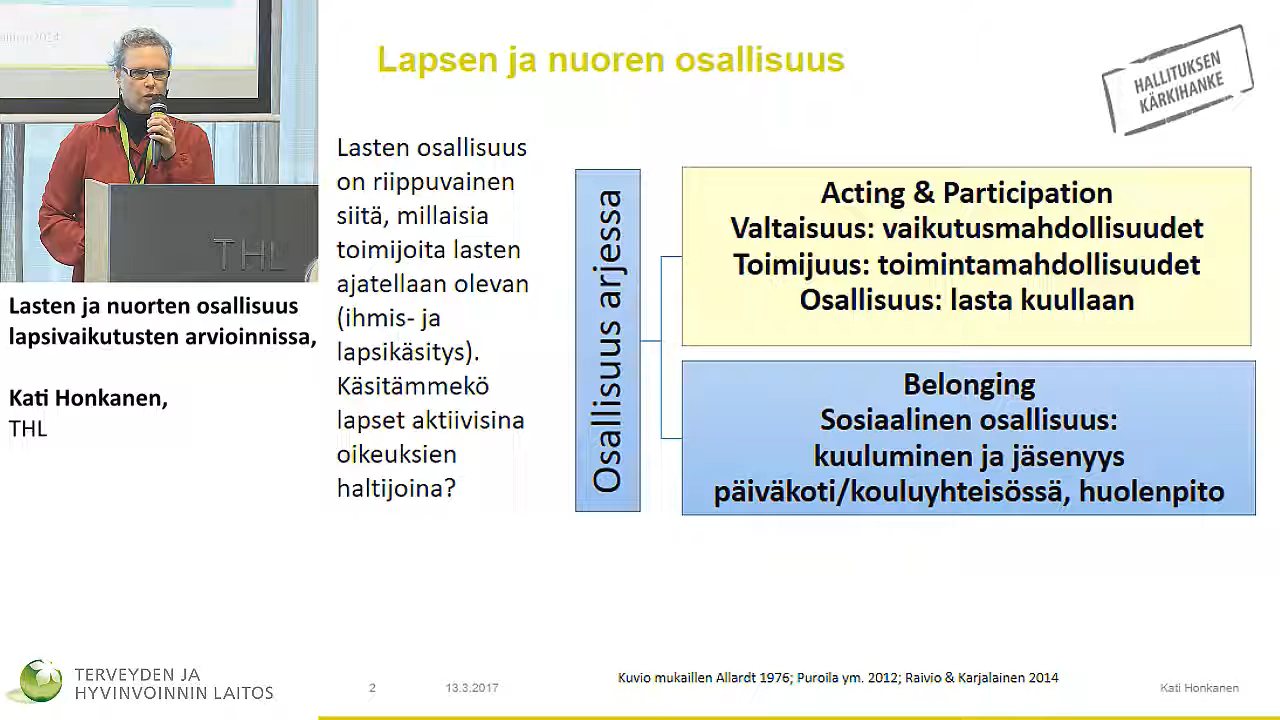 Lapsen ja nuoren osallisuus
HALLITUKSEN
KÄRKIHANKE
THL
Lasten ja nuorten osallisuus
lapsivaikutusten arvioinnissa,
Kati Honkanen,
THL
Lasten osallisuus
on riippuvainen
siitä, millaisia
toimijoita lasten
ajatellaan olevan
(ihmis- ja
lapsikäsitys).
Käsitämmekö
lapset aktiivisina
oikeuksien
haltijoina?
Osallisuus arjessa
Acting & Participation
Valtaisuus: vaikutusmahdollisuudet
Toimijuus: toimintamahdollisuudet
Osallisuus: lasta kuullaan
Belonging
Sosiaalinen osallisuus:
kuuluminen ja jäsenyys
päiväkoti/kouluyhteisössä, huolenpito
TERVEYDEN JA
HYVINVOINNIN LAITOS
2
13.3.2017
Kuvio mukaillen Allardt 1976; Puroila ym. 2012; Raivio & Karjalainen 2014
Kati Honkanen